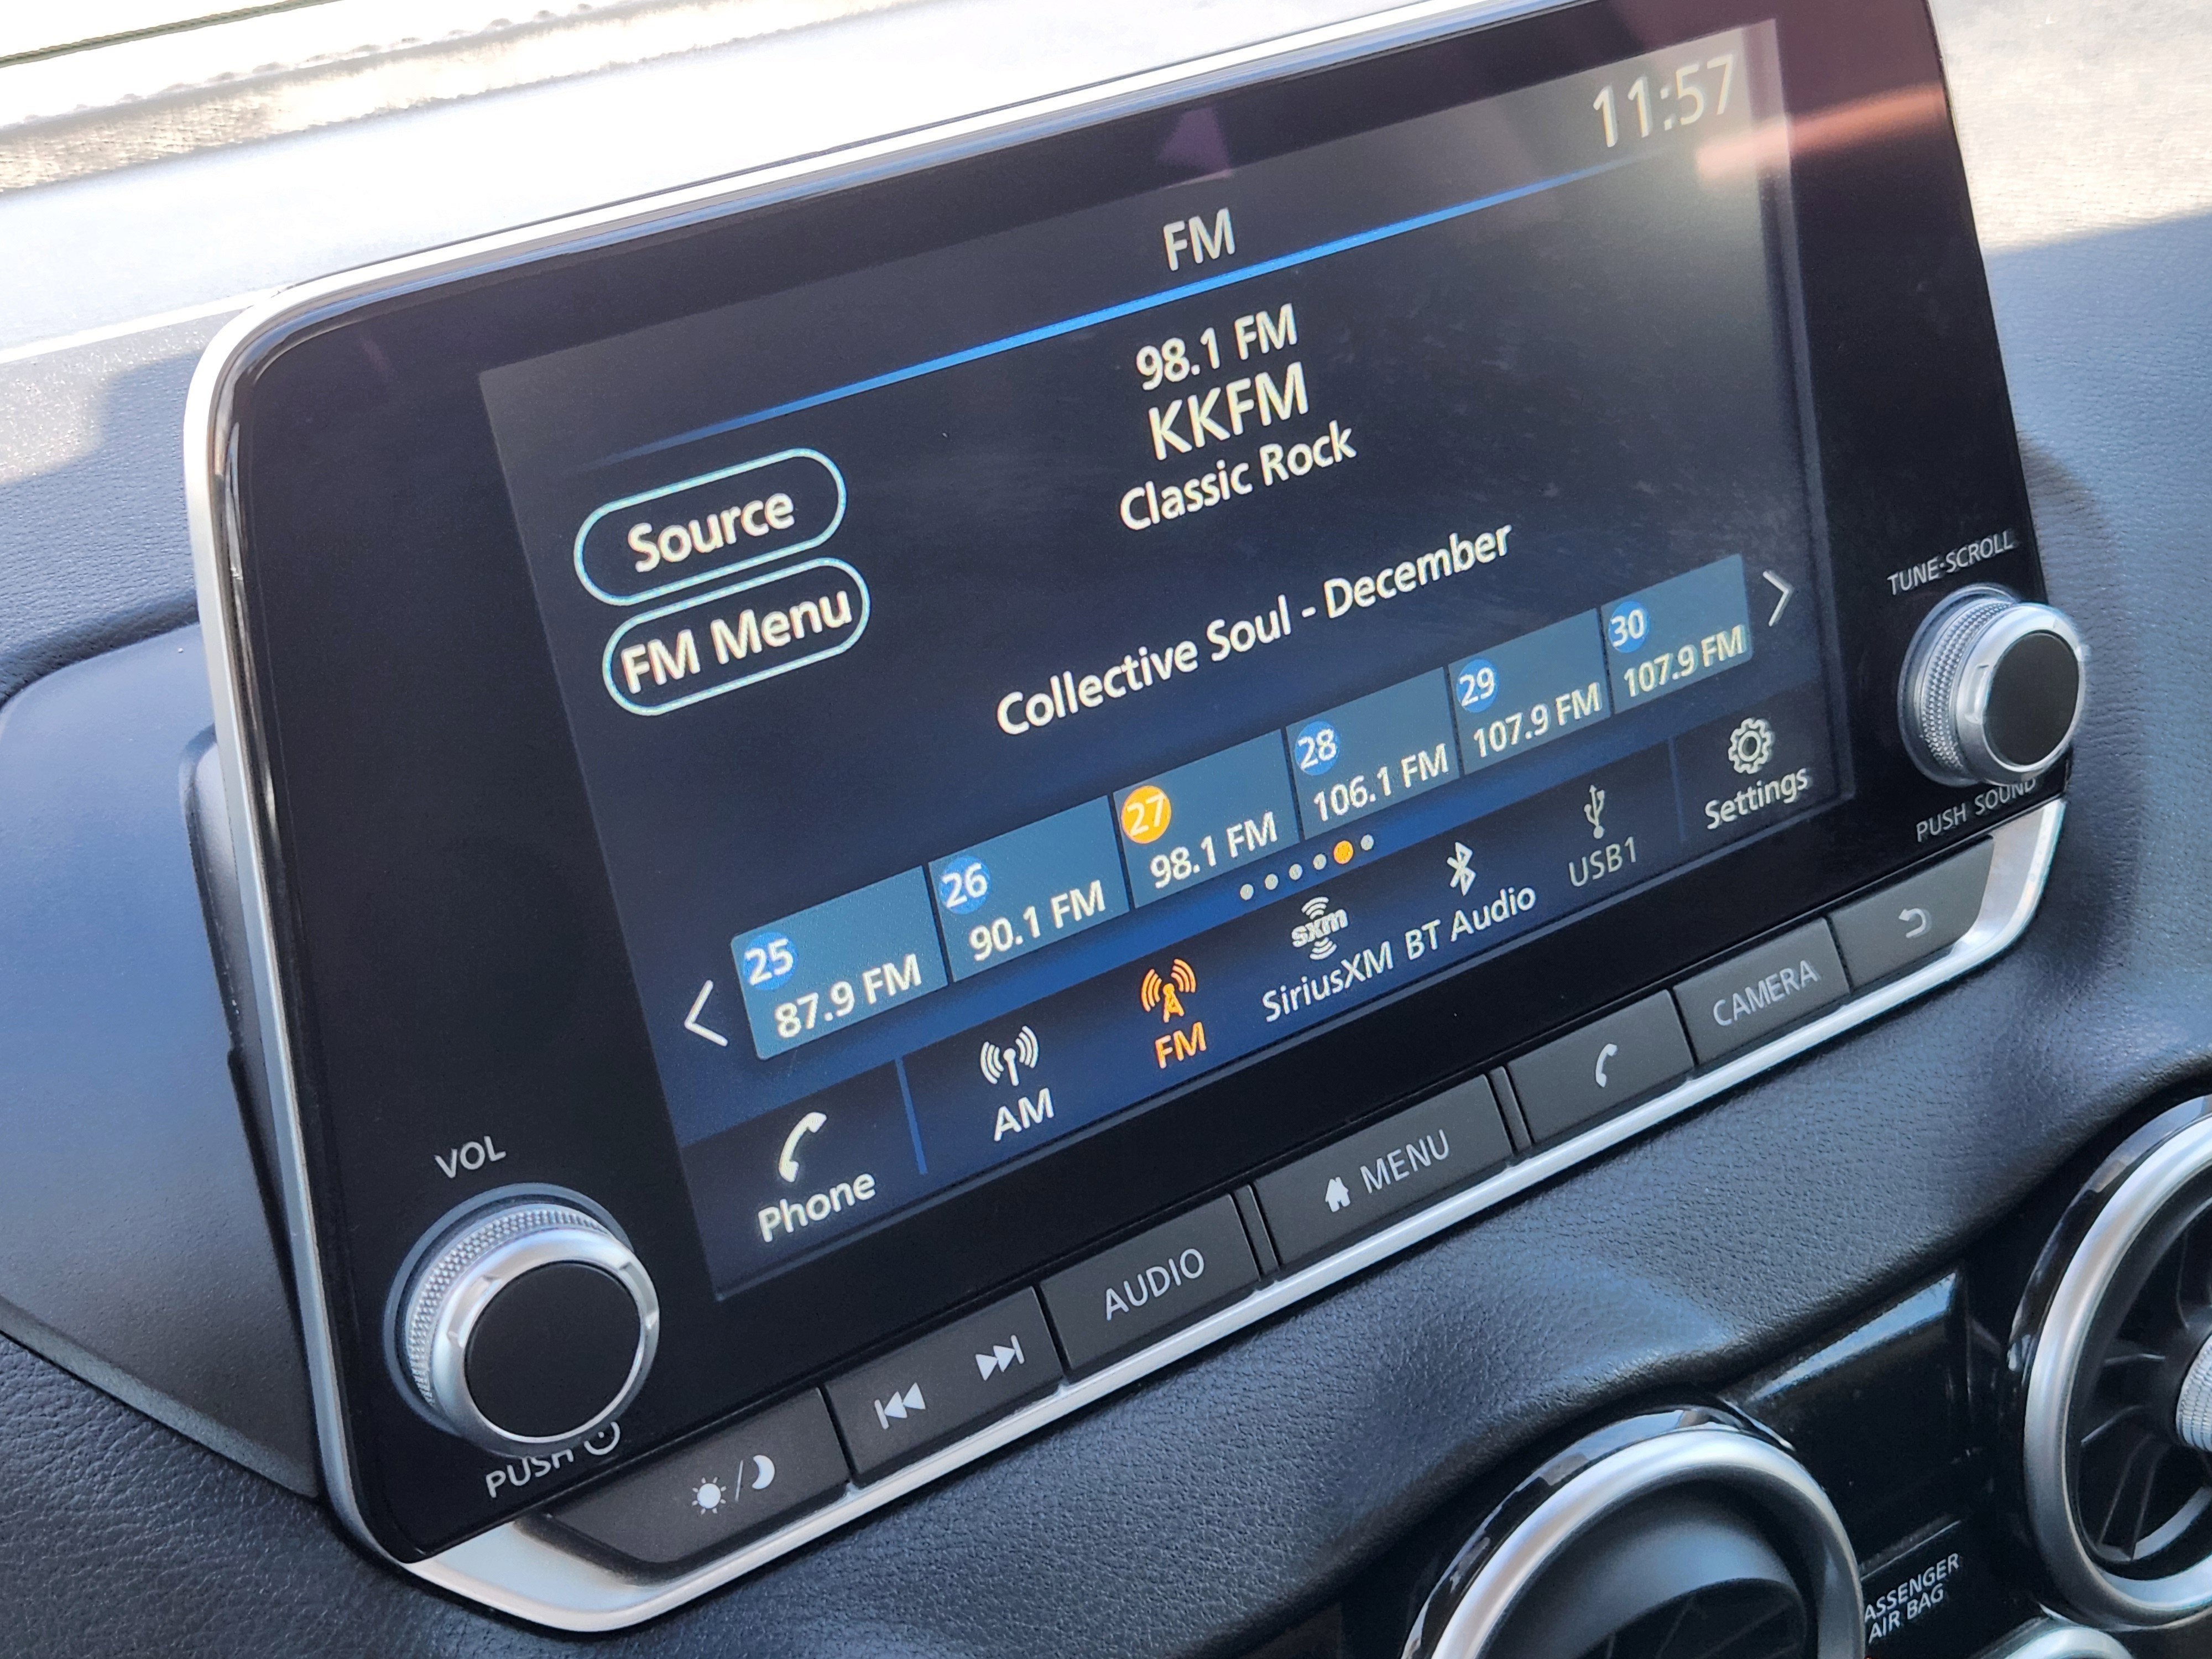 11:57
FM
98.1 FM
KKFM
Classic Rock
Source
FM Menu
Collective Soul - December
25
87.9 FM
26
90.1 FM
27
98.1 FM
28
106.1 FM
29
107.9 FM
30
107.9 FM
Phone
AM
FM
sxm
SiriusXM
BT Audio
USB1
Settings
TUNE·SCROLL
PUSH SOUND
VOL
PUSH
AUDIO
MENU
CAMERA
AIR BAG